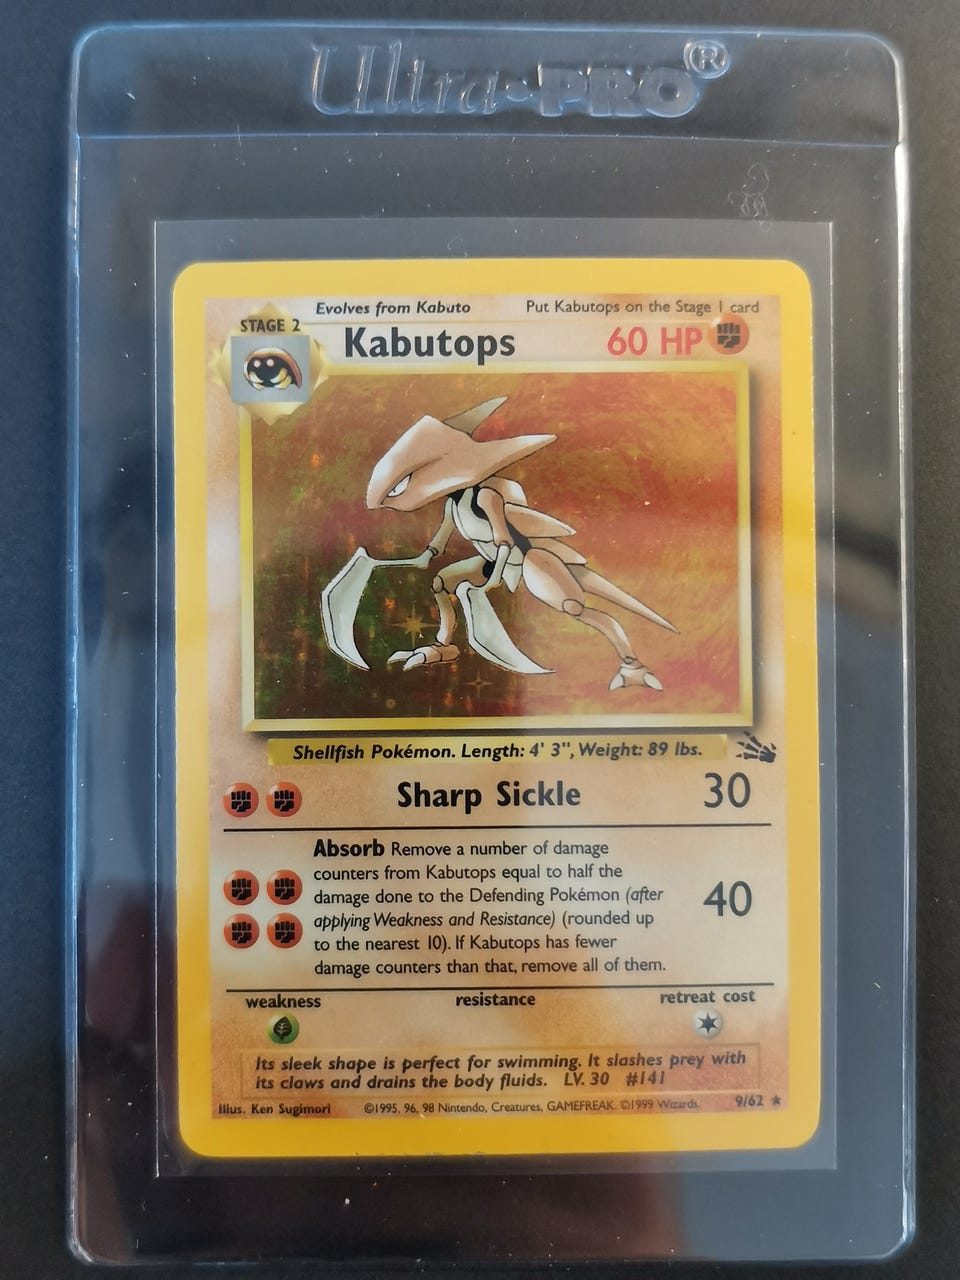 Ultra·PRO®
Evolves from Kabuto Put Kabutops on the Stage 1 card
STAGE 2
Kabutops 60 HP
Shellfish Pokémon. Length: 4' 3", Weight: 89 lbs.
Sharp Sickle 30
Absorb Remove a number of damage
counters from Kabutops equal to half the
damage done to the Defending Pokémon (after
applying Weakness and Resistance) (rounded up
to the nearest 10). If Kabutops has fewer
damage counters than that, remove all of them.
40
weakness resistance retreat cost
Its sleek shape is perfect for swimming. It slashes prey with
its claws and drains the body fluids. LV. 30 #141
Illus. Ken Sugimori ©1995, 96, 98 Nintendo, Creatures, GAMEFREAK. ©1999 Wizards. 9/62 ★